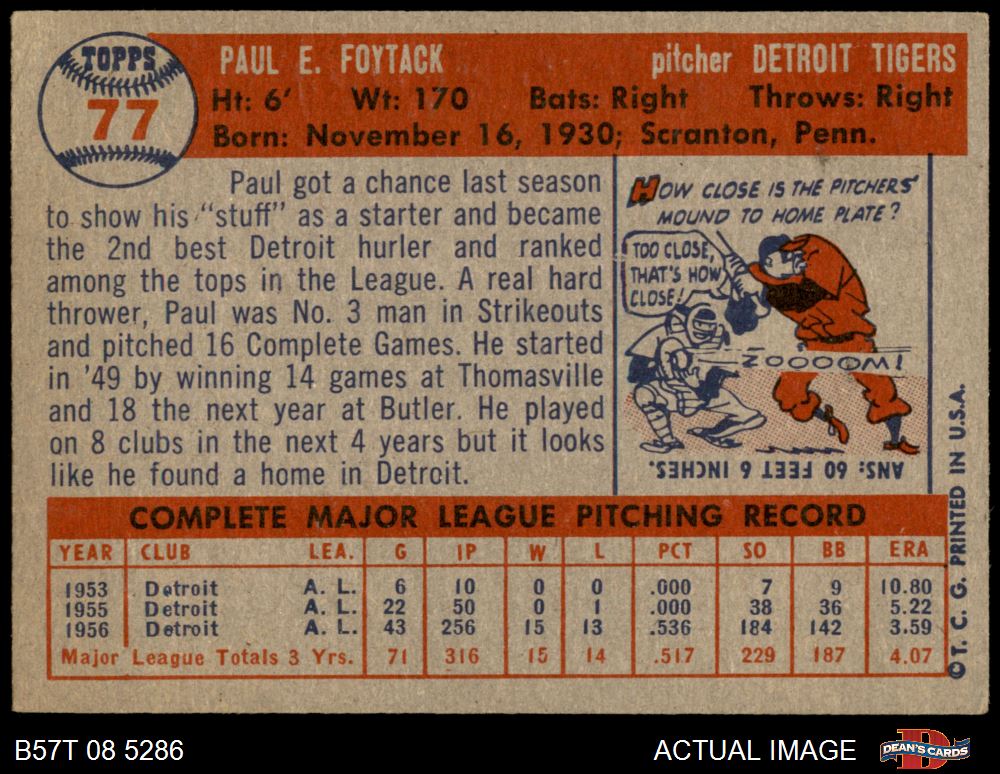 TOPPS
77
PAUL E. FOYTACK pitcher DETROIT TIGERS
Ht: 6' Wt: 170 Bats: Right Throws: Right
Born: November 16, 1930; Scranton, Penn.
Paul got a chance last season
to show his "stuff" as a starter and became
the 2nd best Detroit hurler and ranked
among the tops in the League. A real hard
thrower, Paul was No. 3 man in Strikeouts
and pitched 16 Complete Games. He started
in '49 by winning 14 games at Thomasville
and 18 the next year at Butler. He played
on 8 clubs in the next 4 years but it looks
like he found a home in Detroit.
HOW CLOSE IS THE PITCHERS'
MOUND TO HOME PLATE?
TOO CLOSE,
THAT'S HOW
CLOSE!
ZOOOOOM!
ANS: 60 FEET 6 INCHES.
COMPLETE MAJOR LEAGUE PITCHING RECORD
YEAR CLUB LEA. G IP W L PCT SO BB ERA
1953 Detroit A. L. 6 10 0 0 .000 7 9 10.80
1955 Detroit A. L. 22 50 0 1 .000 38 36 5.22
1956 Detroit A. L. 43 256 15 13 .536 184 142 3.59
Major League Totals 3 Yrs. 71 316 15 14 .517 229 187 4.07
© T. C. G. PRINTED IN U.S.A.
B57T 08 5286 ACTUAL IMAGE DEAN'S CARDS